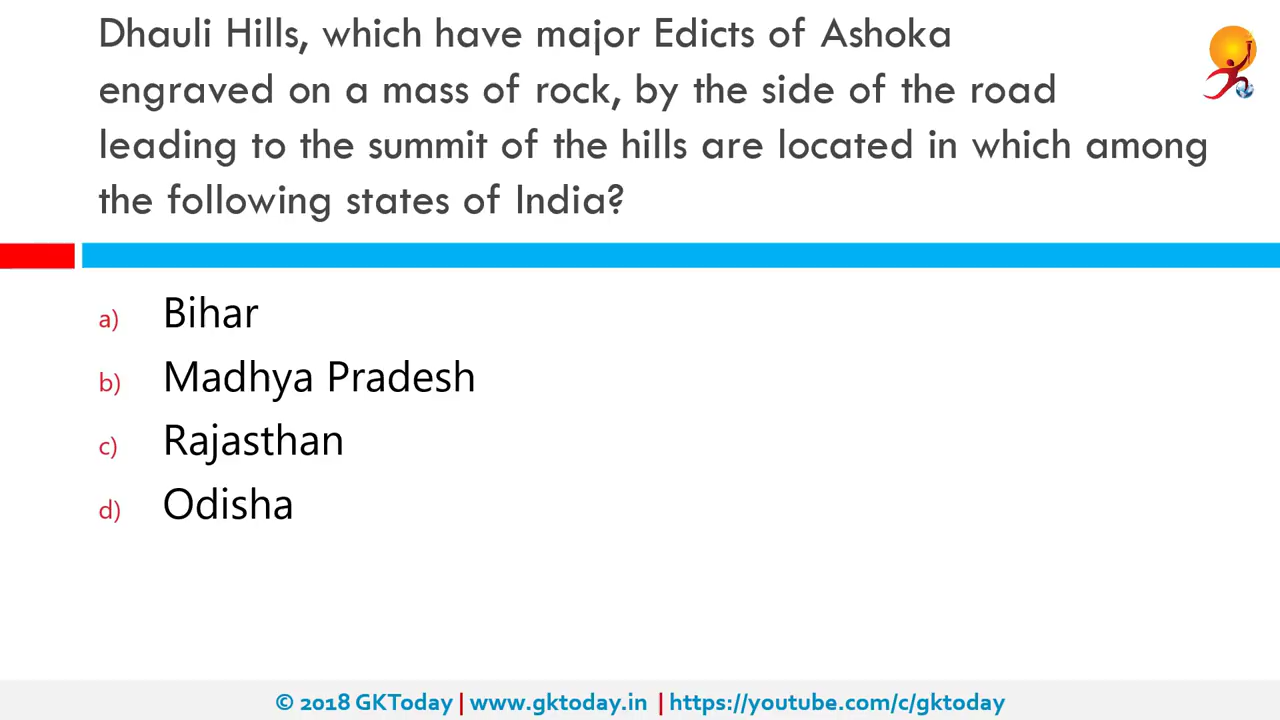 Dhauli Hills, which have major Edicts of Ashoka
engraved on a mass of rock, by the side of the road
leading to the summit of the hills are located in which among
the following states of India?
a) Bihar
b) Madhya Pradesh
c) Rajasthan
d) Odisha
© 2018 GKToday | www.gktoday.in | https://youtube.com/c/gktoday